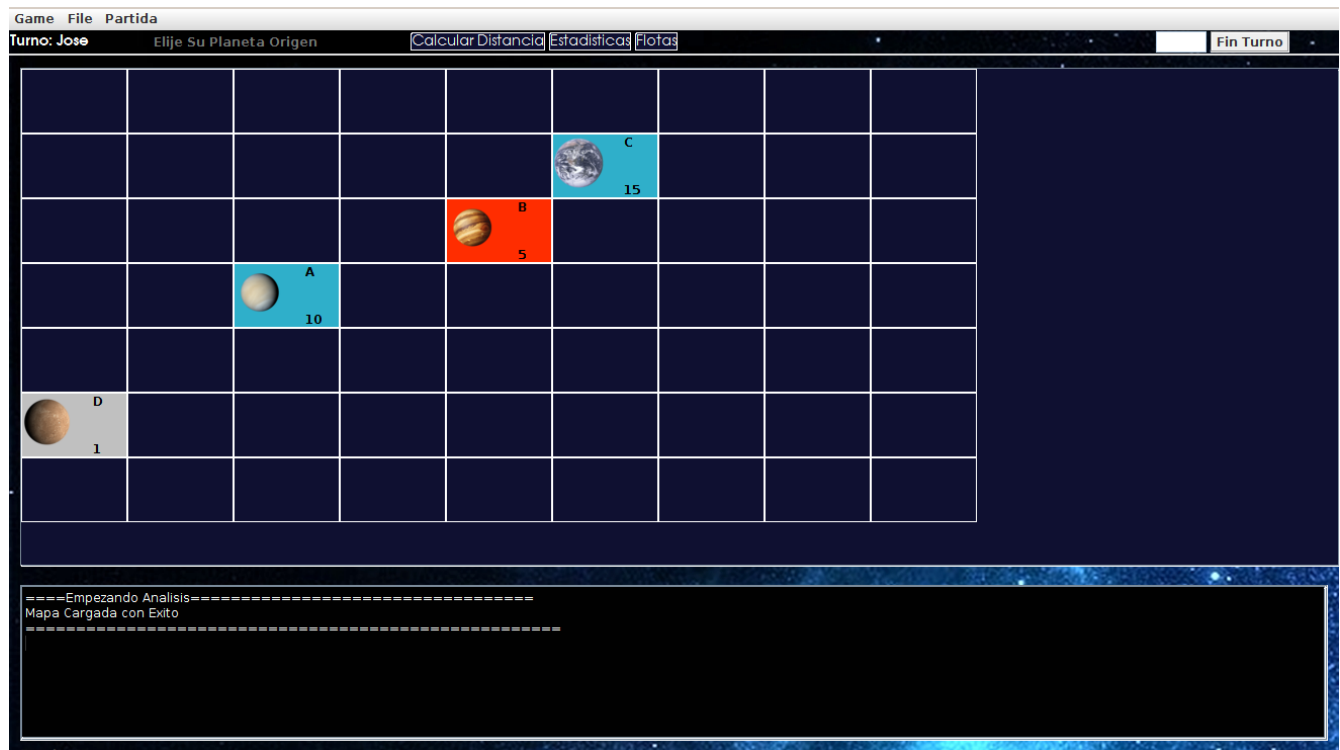 Game File Partida
Turno: Jose Elije Su Planeta Origen Calcular Distancia Estadisticas Flotas Fin Turno
C
15
B
5
A
10
D
1
====Empezando Analisis==================================
Mapa Cargada con Exito
=====================================================